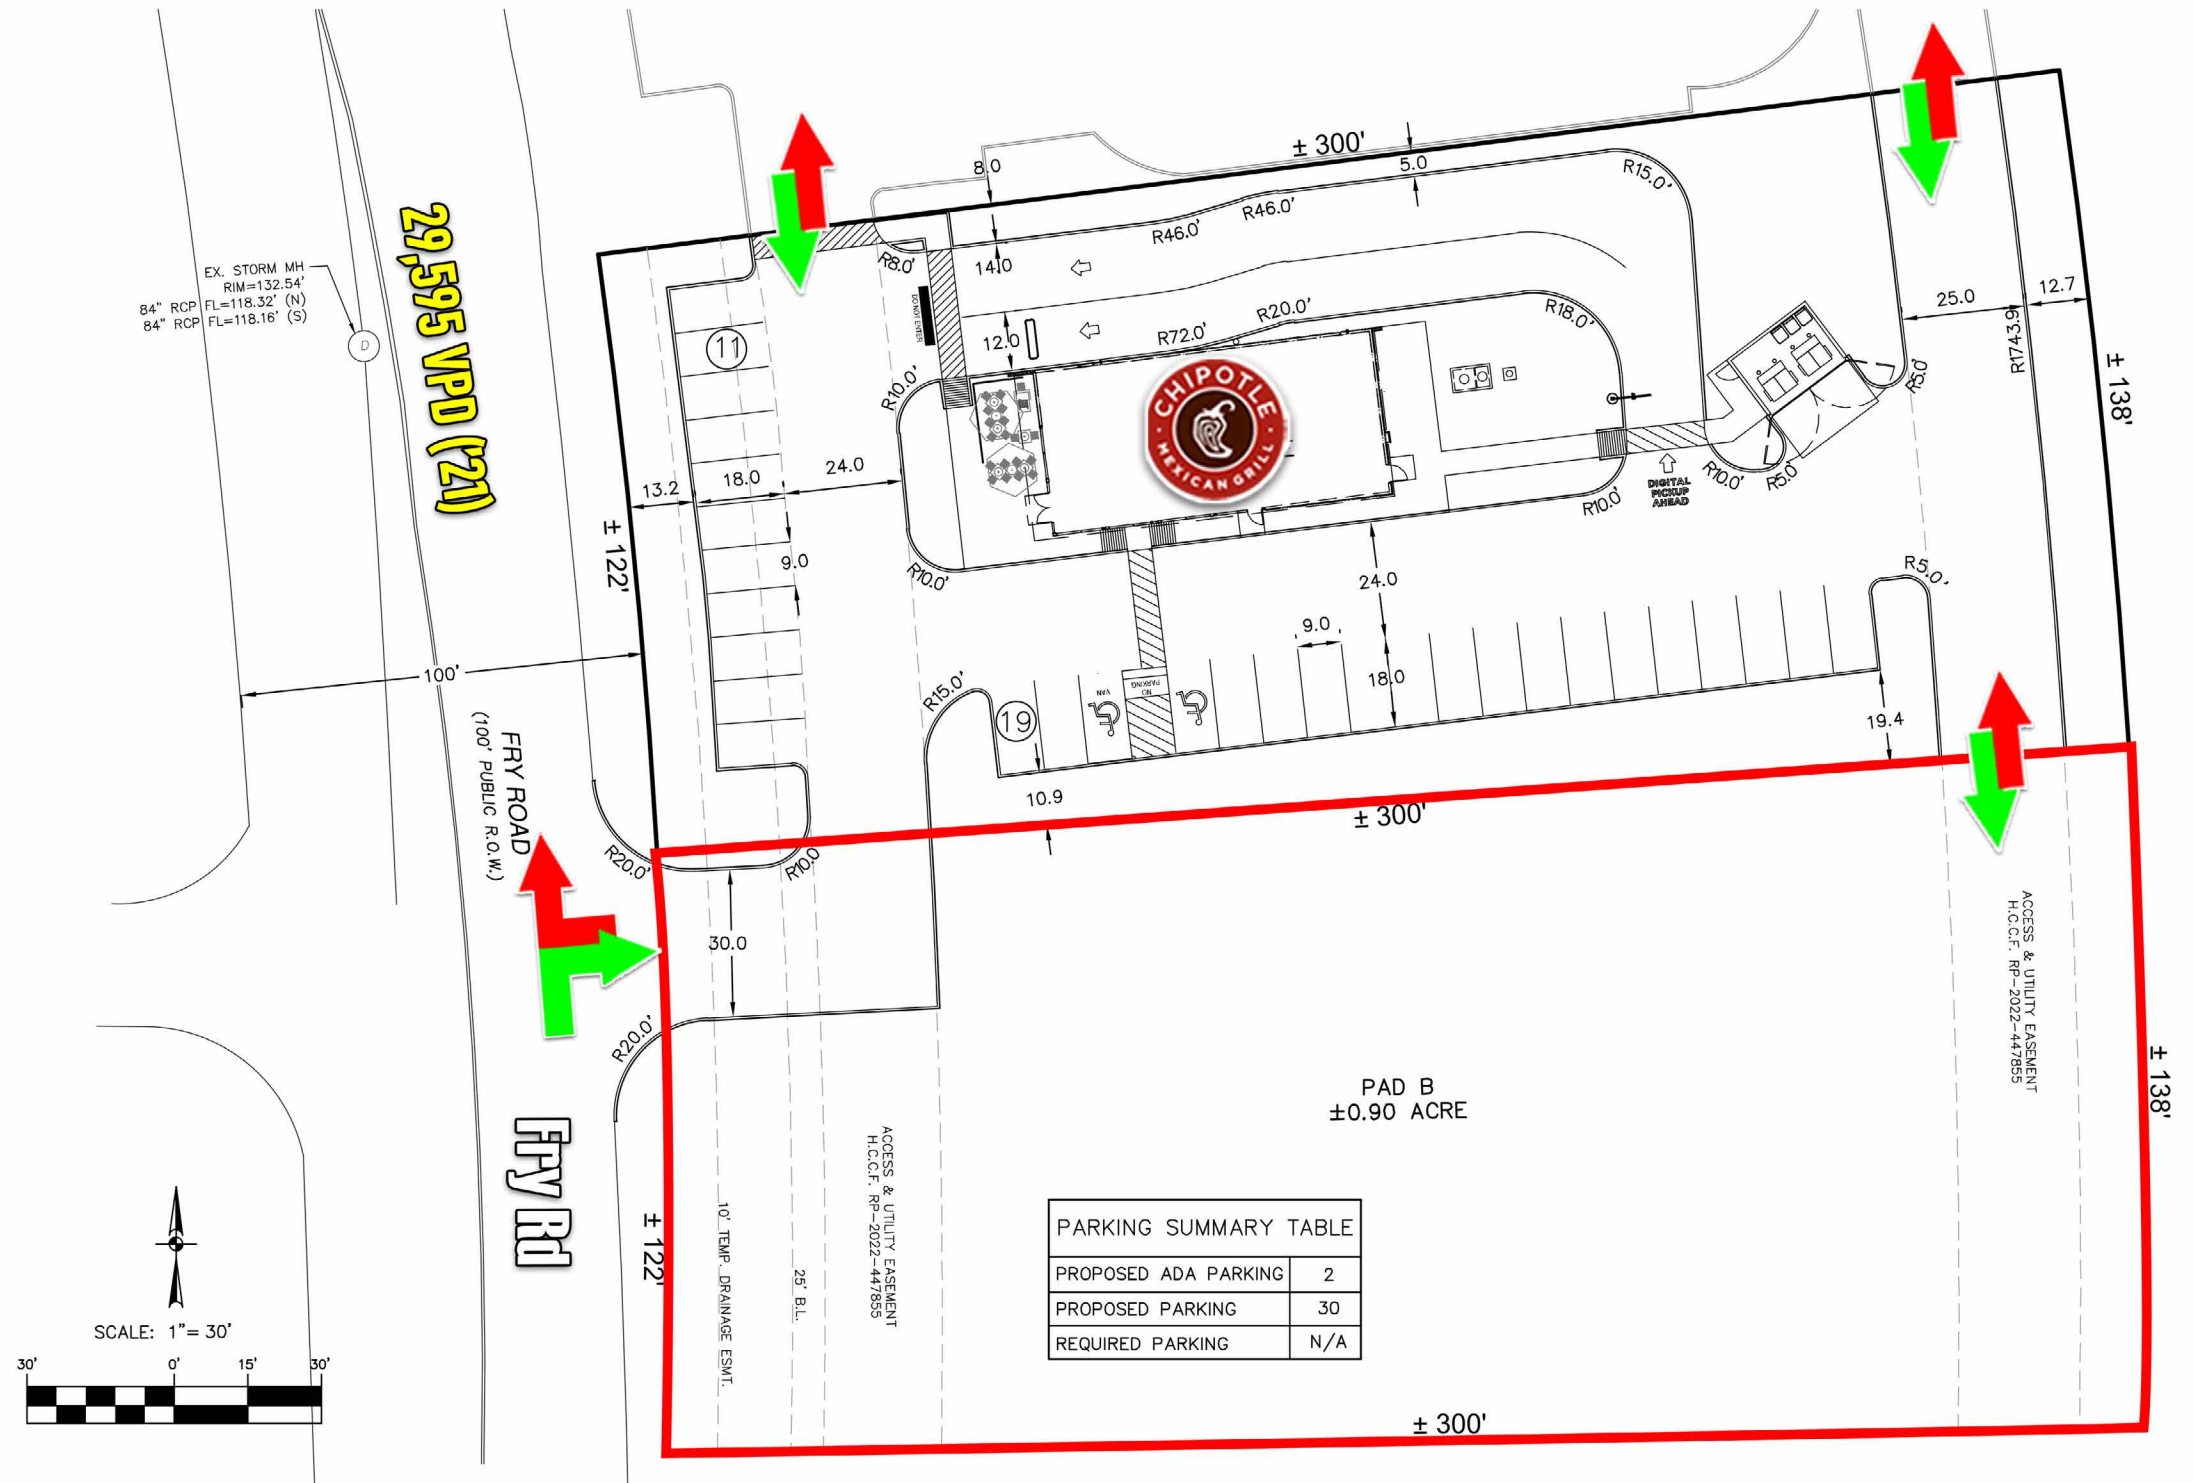 ± 300'
8.0
5.0
R15.0'
R46.0'
R46.0'
EX. STORM MH
RIM=132.54'
84" RCP FL=118.32' (N)
84" RCP FL=118.16' (S)
D
29,595 VPD ('21)
R8.0'
14.0
DO NOT ENTER
11
12.0
R72.0'
R20.0'
R18.0'
25.0
12.7
R1743.9'
± 138'
R10.0'
CHIPOTLE
MEXICAN GRILL
R5.0'
13.2
18.0
24.0
9.0
± 122'
R10.0'
R10.0'
DIGITAL
PICKUP
AHEAD
R10.0'
R5.0'
24.0
R5.0'
9.0
18.0
100'
R15.0'
19
VAN
NO
PARKING
19.4
FRY ROAD
(100' PUBLIC R.O.W.)
10.9
± 300'
R20.0'
R10.0
30.0
R20.0'
ACCESS & UTILITY EASEMENT
H.C.C.F. RP-2022-447855
PAD B
±0.90 ACRE
± 138'
Fry Rd
± 122'
10' TEMP. DRAINAGE ESMT.
25' B.L.
ACCESS & UTILITY EASEMENT
H.C.C.F. RP-2022-447855
PARKING SUMMARY TABLE
PROPOSED ADA PARKING 2
PROPOSED PARKING 30
REQUIRED PARKING N/A
SCALE: 1"= 30'
30' 0' 15' 30'
± 300'